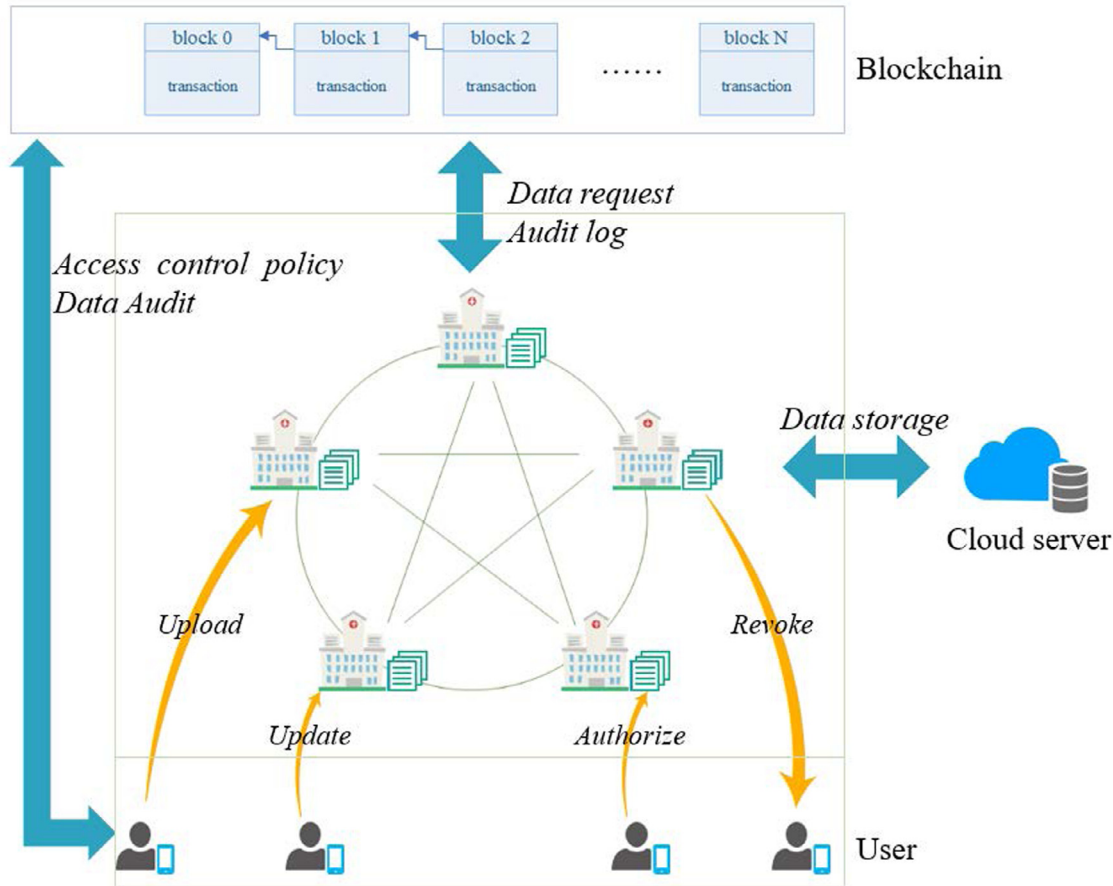 block 0
block 1
block 2
block N
transaction
transaction
transaction
......
transaction
Blockchain
Data request
Audit log
Access control policy
Data Audit
Data storage
Cloud server
Upload
Revoke
Update
Authorize
User